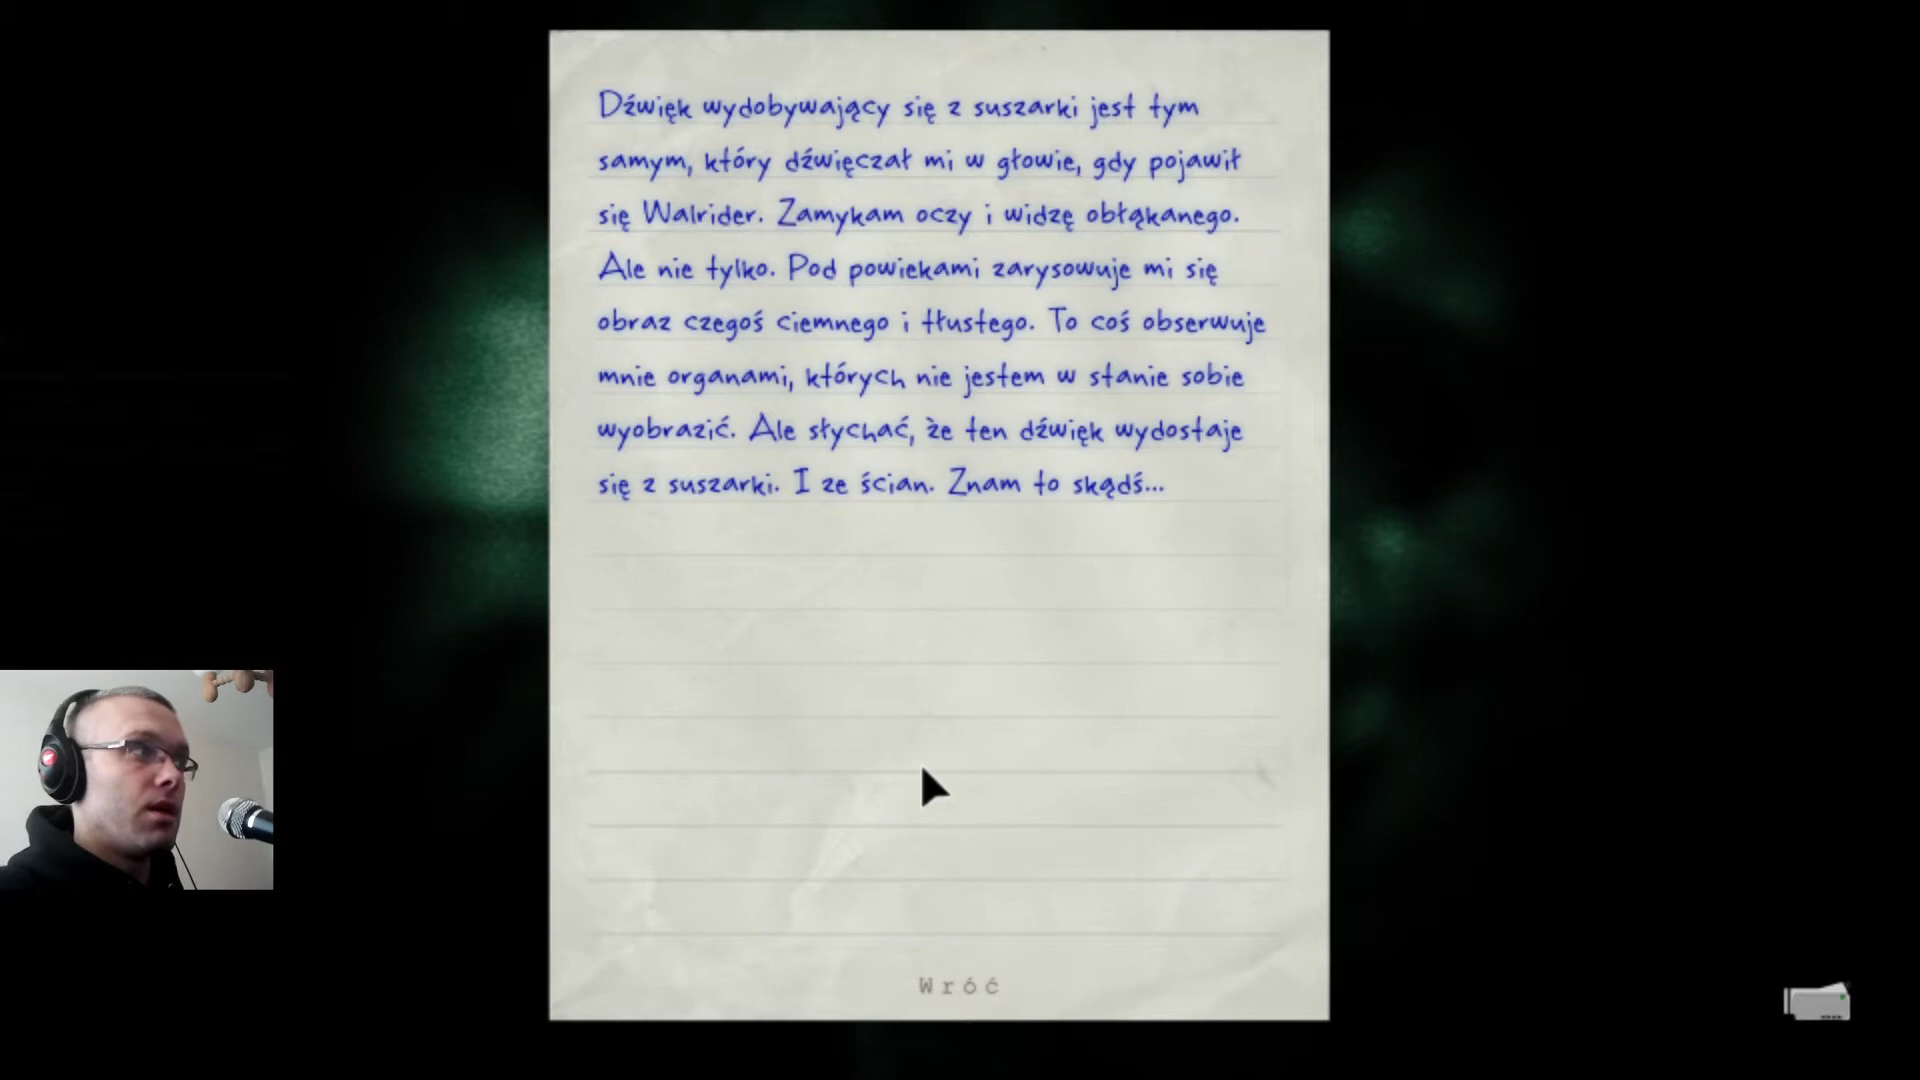 Dźwięk wydobywający się z suszarki jest tym
samym, który dźwięczał mi w głowie, gdy pojawił
się Walrider. Zamykam oczy i widzę obłąkanego.
Ale nie tylko. Pod powiekami zarysowuje mi się
obraz czegoś ciemnego i tłustego. To coś obserwuje
mnie organami, których nie jestem w stanie sobie
wyobrazić. Ale słychać, że ten dźwięk wydostaje
się z suszarki. I ze ścian. Znam to skądś...
Wróć